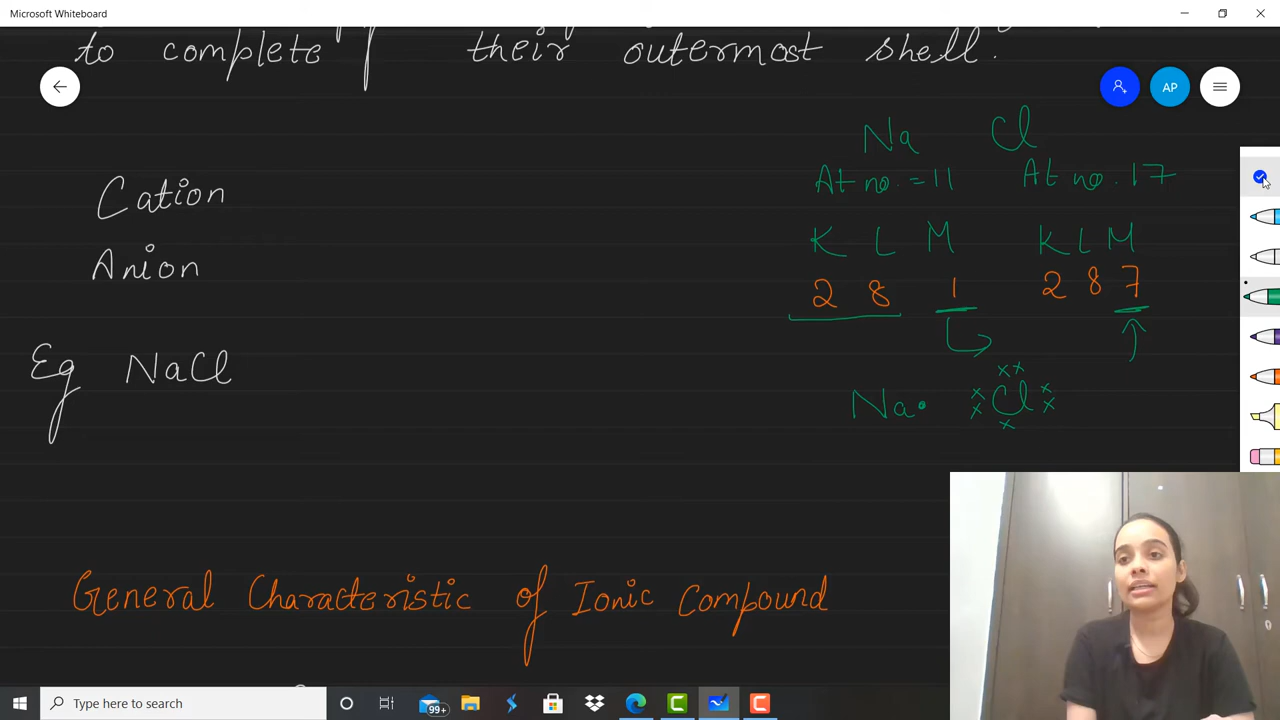 Microsoft Whiteboard
to complete their outermost shell.
AP
Na Cl
At no. = 11 At no. 17
Cation
K L M K L M
Anion
2 8 1 2 8 7
Eg NaCl
Na• Cl
General Characteristic of Ionic Compound
Type here to search
99+